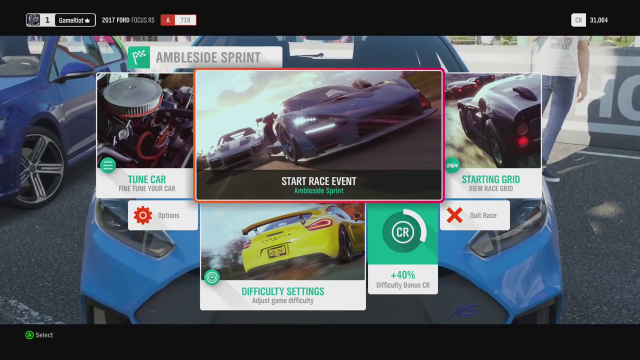 1 GameRiot 2017 FORD FOCUS RS A 718 CR 31,064
AMBLESIDE SPRINT
TUNE CAR
FINE TUNE YOUR CAR
START RACE EVENT
Ambleside Sprint
STARTING GRID
VIEW RACE GRID
Options
CR
Quit Race
+40%
Difficulty Bonus CR
DIFFICULTY SETTINGS
Adjust game difficulty
A Select